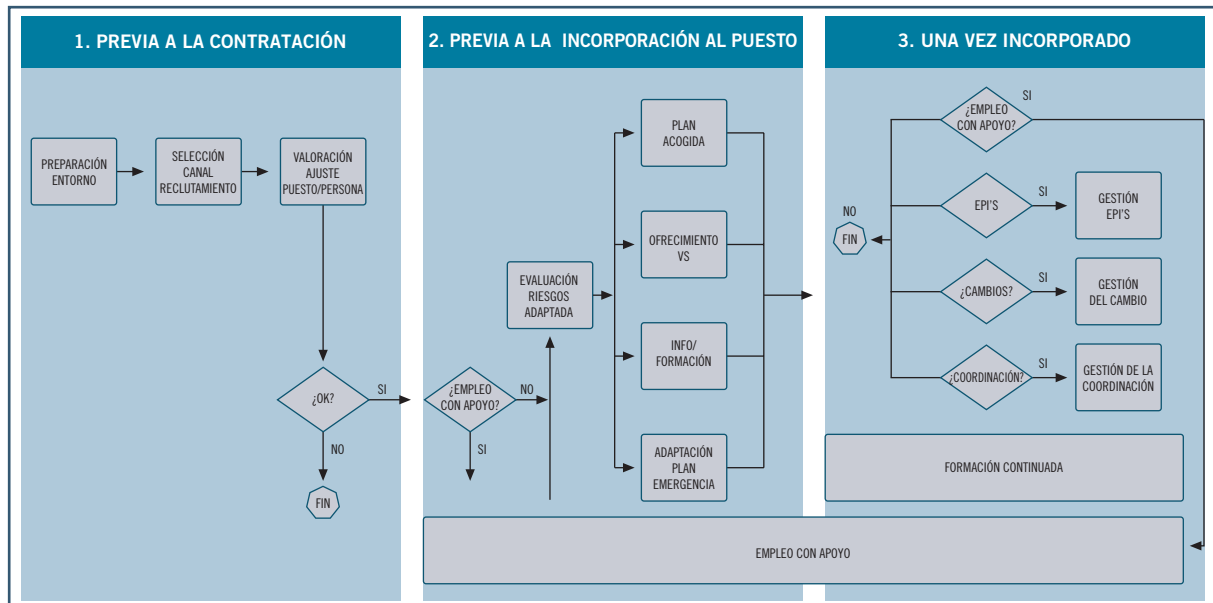 1. PREVIA A LA CONTRATACIÓN
PREPARACIÓN
ENTORNO
SELECCIÓN
CANAL
RECLUTAMIENTO
VALORACIÓN
AJUSTE
PUESTO/PERSONA
¿OK?
SI
NO
FIN
2. PREVIA A LA INCORPORACIÓN AL PUESTO
¿EMPLEO
CON APOYO?
NO
SI
EVALUACIÓN
RIESGOS
ADAPTADA
PLAN
ACOGIDA
OFRECIMIENTO
VS
INFO/
FORMACIÓN
ADAPTACIÓN
PLAN
EMERGENCIA
3. UNA VEZ INCORPORADO
¿EMPLEO
CON APOYO?
SI
EPI'S
SI
GESTIÓN
EPI'S
NO
FIN
¿CAMBIOS?
SI
GESTIÓN
DEL CAMBIO
¿COORDINACIÓN?
SI
GESTIÓN DE LA
COORDINACIÓN
FORMACIÓN CONTINUADA
EMPLEO CON APOYO